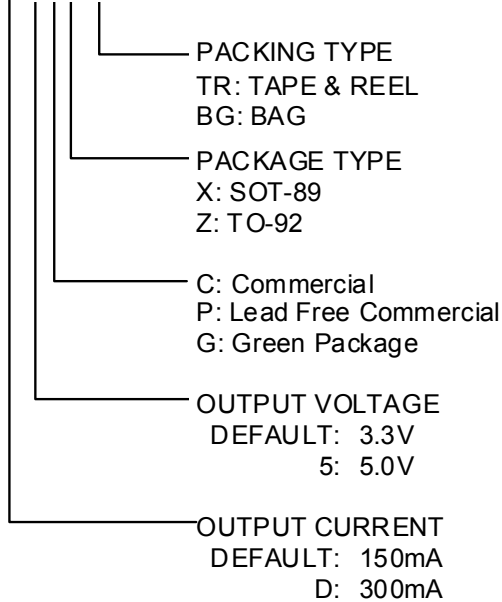 PACKING TYPE
TR: TAPE & REEL
BG: BAG
PACKAGE TYPE
X: SOT-89
Z: TO-92
C: Commercial
P: Lead Free Commercial
G: Green Package
OUTPUT VOLTAGE
DEFAULT: 3.3V
5: 5.0V
OUTPUT CURRENT
DEFAULT: 150mA
D: 300mA